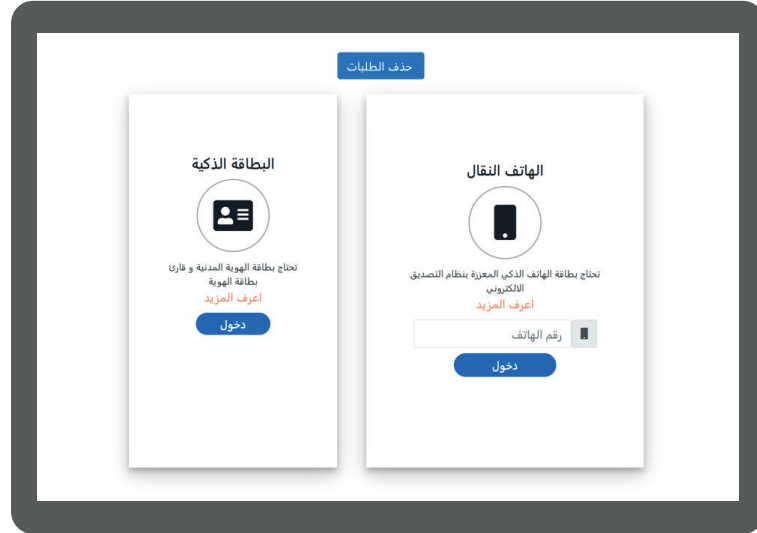 حذف الطلبات
الهاتف النقال
تحتاج بطاقة الهاتف الذكي المعززة بنظام التصديق
الالكتروني
اعرف المزيد
رقم الهاتف
دخول
البطاقة الذكية
تحتاج بطاقة الهوية المدنية و قارئ
بطاقة الهوية
اعرف المزيد
دخول